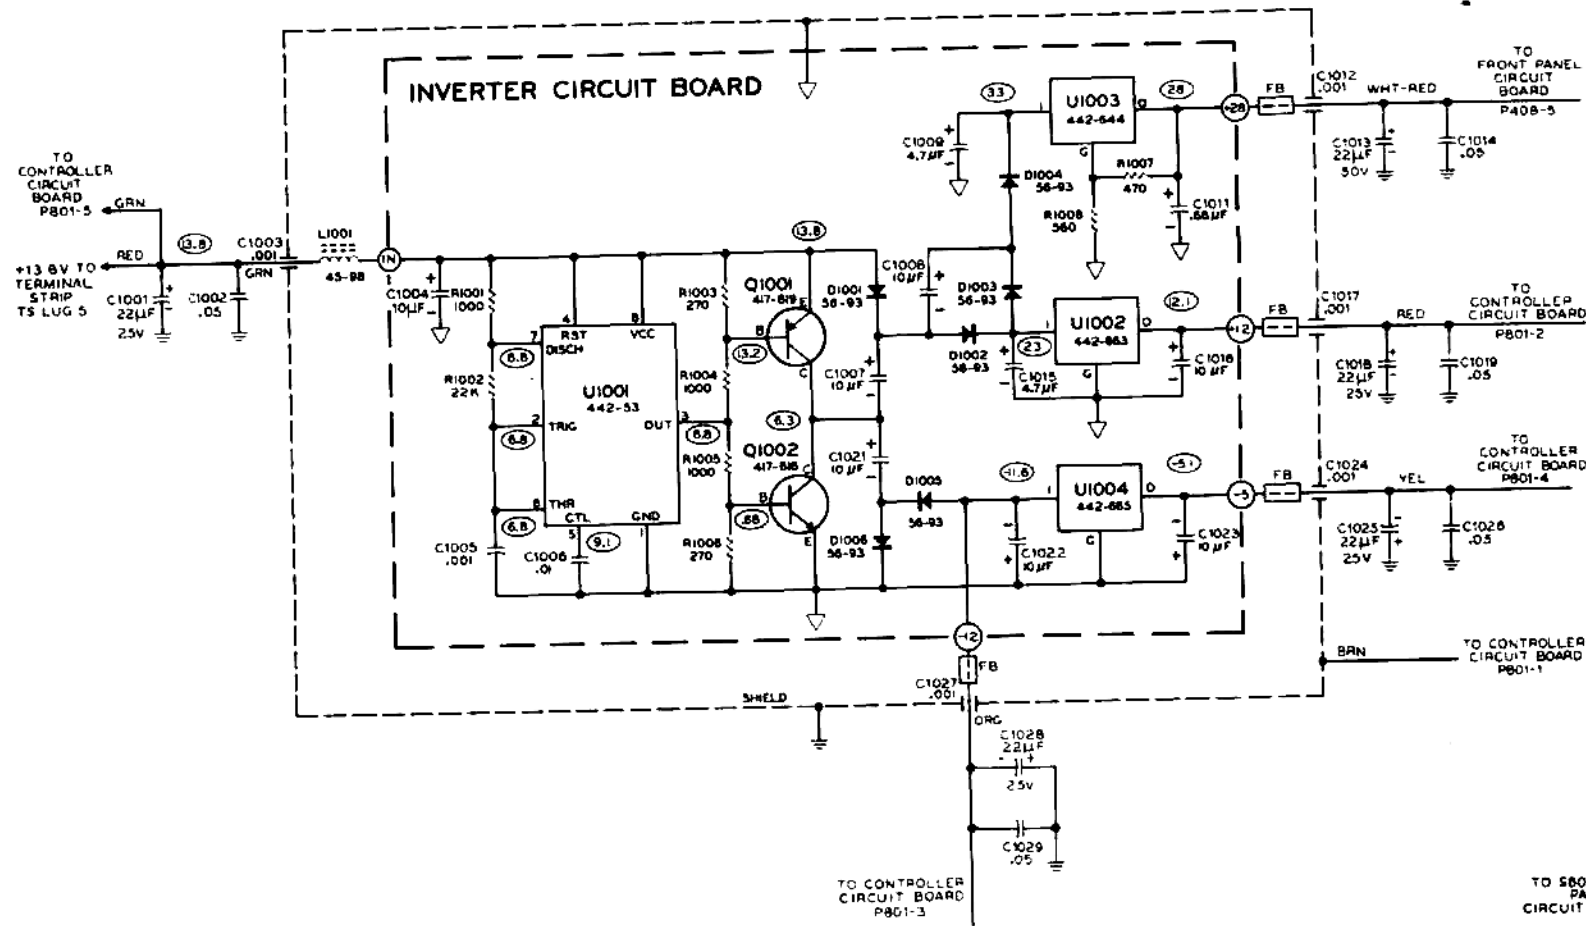 INVERTER CIRCUIT BOARD
TO
CONTROLLER
CIRCUIT
BOARD
P801-5
GRN
RED
+13.8V TO
TERMINAL
STRIP
TS LUG 5
13.8
C1001
22µF
25V
C1002
.05
C1003
.001
GRN
L1001
45-98
IN
C1004
10µF
R1001
1000
R1002
22K
8.8
7
DISCH
4
RST
8
VCC
U1001
442-53
2
TRIG
6.8
OUT
3
6.8
6
THR
6.8
CTL
5
GND
1
9.1
C1005
.001
C1006
.01
R1003
270
R1004
1000
R1005
1000
R1006
270
Q1001
417-819
E
B
C
13.8
13.2
6.3
Q1002
417-818
C
B
E
.68
D1001
56-93
C1007
10µF
C1021
10µF
D1006
56-93
D1005
56-93
C1008
10µF
D1002
56-93
D1003
56-93
D1004
56-93
C1009
4.7µF
33
I
U1003
442-644
O
G
28
R1007
470
R1008
560
C1011
.68µF
+28
FB
C1012
.001
WHT-RED
C1013
22µF
50V
C1014
.05
TO
FRONT PANEL
CIRCUIT
BOARD
P408-5
23
I
U1002
442-663
O
G
12.1
C1015
4.7µF
C1016
10µF
+12
FB
C1017
.001
RED
C1018
22µF
25V
C1019
.05
TO
CONTROLLER
CIRCUIT BOARD
P801-2
-11.6
I
U1004
442-665
O
G
-5.1
C1022
10µF
C1023
10µF
-5
FB
C1024
.001
YEL
C1025
22µF
25V
C1026
.05
TO
CONTROLLER
CIRCUIT BOARD
P801-4
BRN
TO CONTROLLER
CIRCUIT BOARD
P801-1
-12
FB
C1027
.001
ORG
SHIELD
C1028
22µF
25V
C1029
.05
TO CONTROLLER
CIRCUIT BOARD
P801-3
CIRCUIT